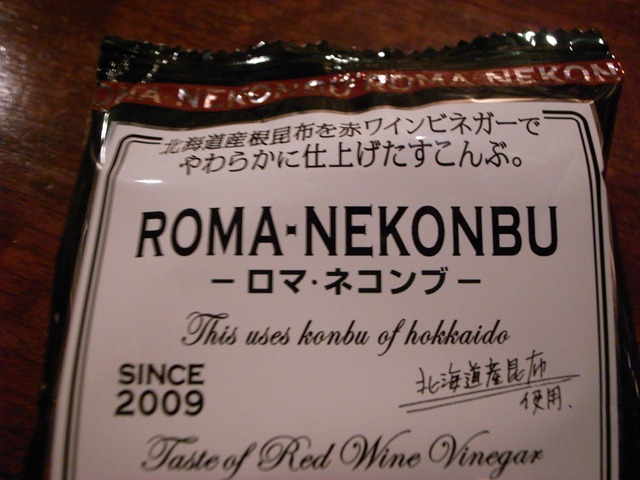 MA NEKONBU ROMA·NEKON
北海道産根昆布を赤ワインビネガーで
やわらかに仕上げたすこんぶ。
ROMA·NEKONBU
－ロマ·ネコンブ－
This uses konbu of hokkaido
SINCE
2009
北海道産昆布
使用.
Taste of Red Wine Vinegar